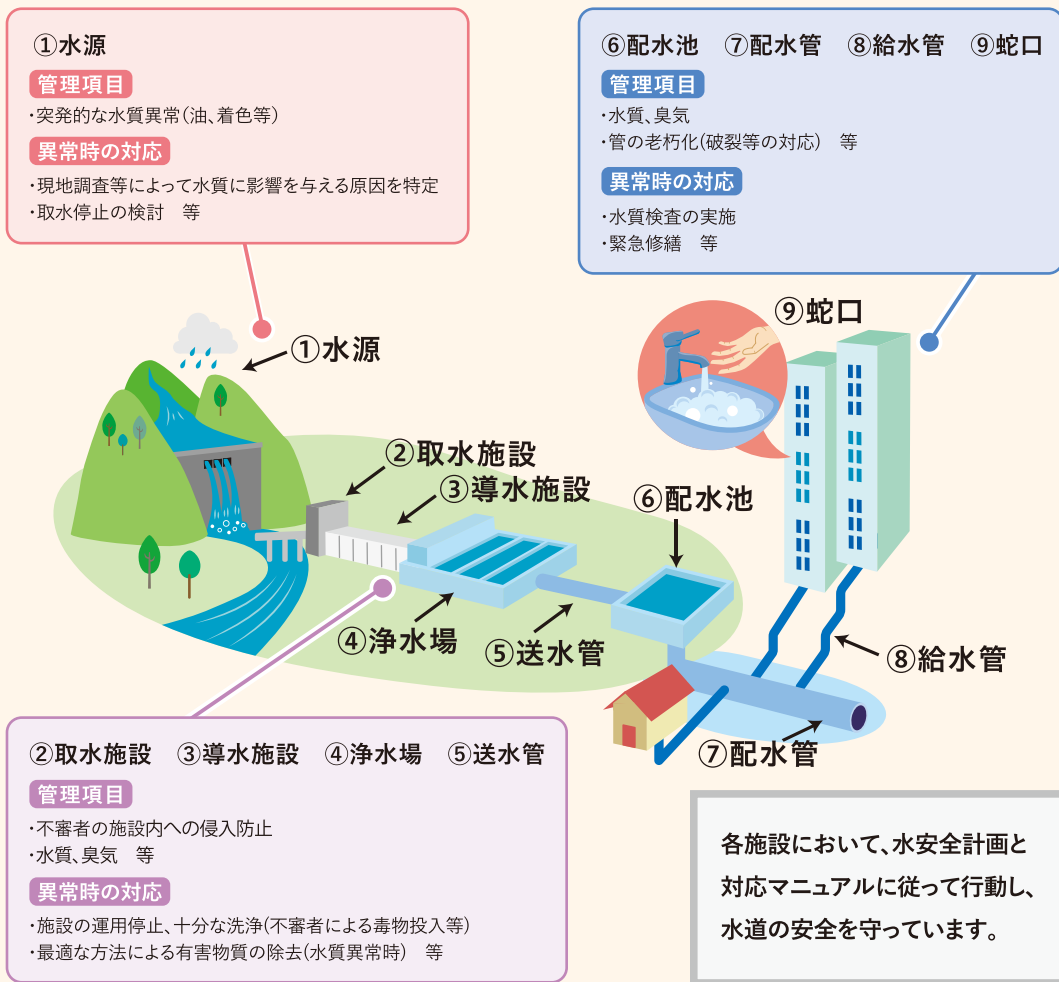 ①水源
管理項目
・突発的な水質異常(油、着色等)
異常時の対応
・現地調査等によって水質に影響を与える原因を特定
・取水停止の検討　等
⑥配水池　⑦配水管　⑧給水管　⑨蛇口
管理項目
・水質、臭気
・管の老朽化(破裂等の対応)　等
異常時の対応
・水質検査の実施
・緊急修繕　等
⑨蛇口
①水源
②取水施設
③導水施設
⑥配水池
④浄水場
⑤送水管
⑧給水管
⑦配水管
②取水施設　③導水施設　④浄水場　⑤送水管
管理項目
・不審者の施設内への侵入防止
・水質、臭気　等
異常時の対応
・施設の運用停止、十分な洗浄(不審者による毒物投入等)
・最適な方法による有害物質の除去(水質異常時)　等
各施設において、水安全計画と
対応マニュアルに従って行動し、
水道の安全を守っています。